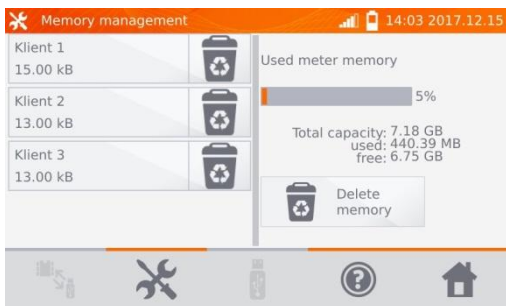 Memory management
14:03 2017.12.15
Klient 1
15.00 kB
Klient 2
13.00 kB
Klient 3
13.00 kB
Used meter memory
5%
Total capacity: 7.18 GB
used: 440.39 MB
free: 6.75 GB
Delete
memory
?